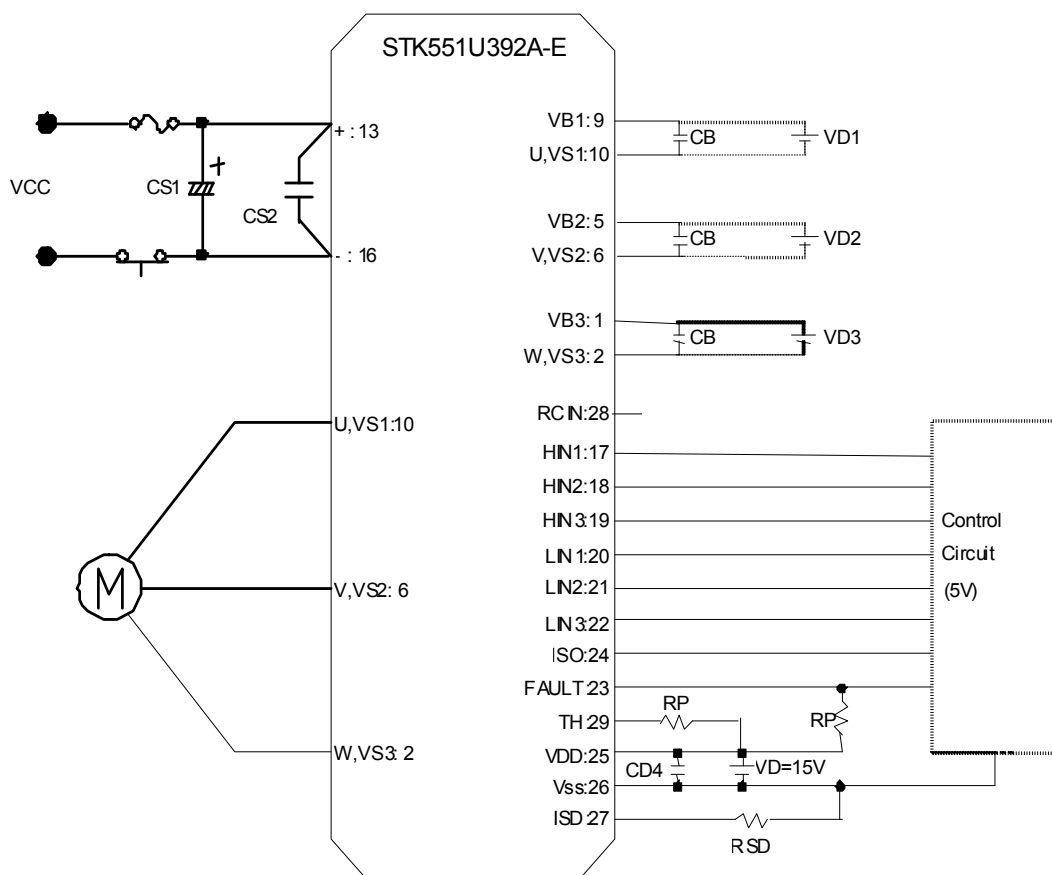 STK551U392A-E
VCC
CS1
+
CS2
+ : 13
- : 16
U,VS1:10
M
V,VS2: 6
W,VS3: 2
VB1: 9
U,VS1:10
CB
VD1
VB2: 5
V,VS2: 6
CB
VD2
VB3: 1
W,VS3: 2
CB
VD3
RCIN:28
HIN1:17
HIN2:18
HIN3:19
LIN1:20
LIN2:21
LIN3:22
ISO:24
FAULT:23
TH:29
VDD:25
Vss:26
ISD:27
RP
RP
CD4
VD=15V
RSD
Control
Circuit
(5V)